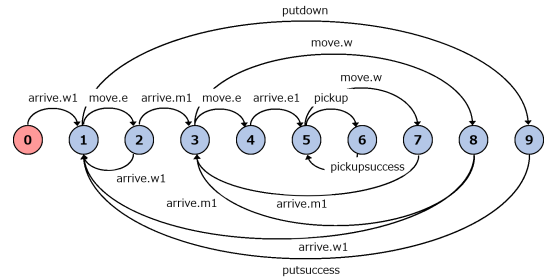 putdown
move.w
move.w
arrive.w1 move.e arrive.m1 move.e arrive.e1 pickup
0 1 2 3 4 5 6 7 8 9
pickupsuccess
arrive.w1
arrive.m1 arrive.m1
arrive.w1
putsuccess